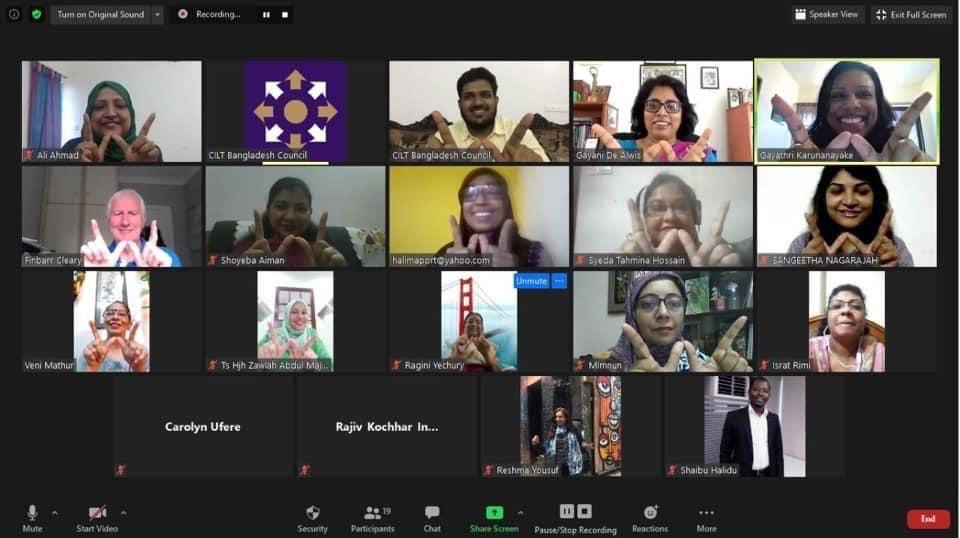 Turn on Original Sound
Recording...
Speaker View
Exit Full Screen
Ali Ahmad
CILT Bangladesh Council
CILT Bangladesh Council
Gayani De Alwis
Gayathri Karunanayake
Finbarr Cleary
Shoyeba Aiman
halimaport@yahoo.com
Syeda Tahmina Hossain
SANGEETHA NAGARAJAH
Veni Mathur
Ts Hjh Zawiah Abdul Maj...
Unmute ...
Ragini Yechury
Mimnun
Israt Rimi
Carolyn Ufere
Rajiv Kochhar In...
Reshma Yousuf
Shaibu Halidu
Mute
Start Video
Security
19
Participants
Chat
Share Screen
Pause/Stop Recording
Reactions
More
End